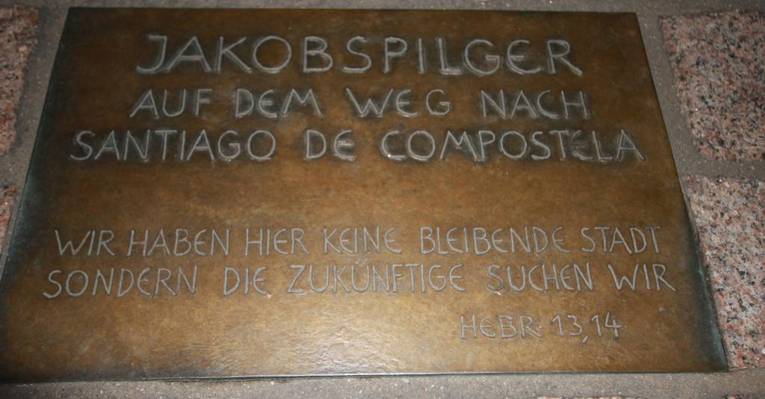 JAKOBSPILGER
AUF DEM WEG NACH
SANTIAGO DE COMPOSTELA
WIR HABEN HIER KEINE BLEIBENDE STADT
SONDERN DIE ZUKÜNFTIGE SUCHEN WIR
HEBR. 13,14